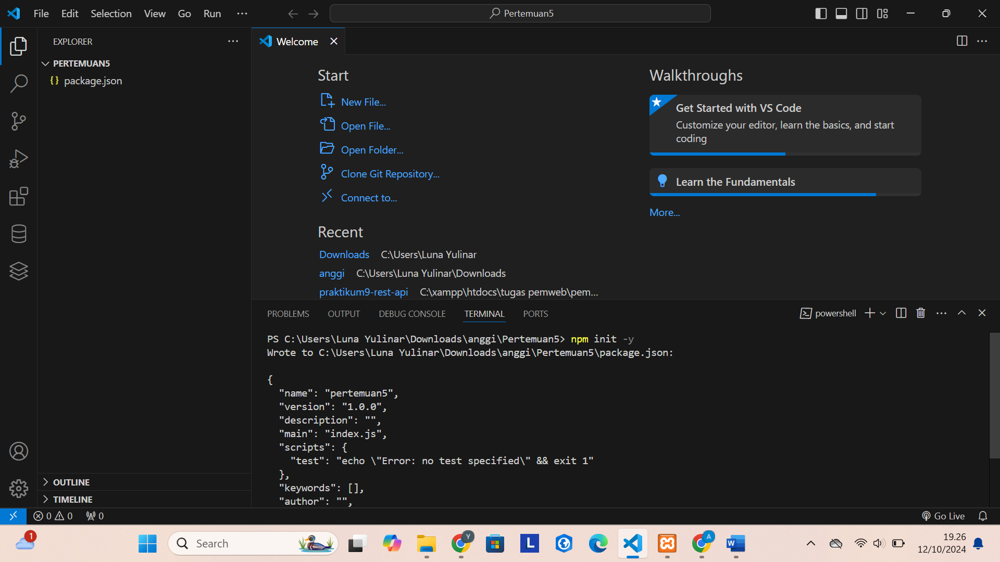 File Edit Selection View Go Run
Pertemuan5
EXPLORER
PERTEMUAN5
{} package.json
OUTLINE
TIMELINE
Welcome
Start
New File...
Open File...
Open Folder...
Clone Git Repository...
Connect to...
Recent
Downloads C:\Users\Luna Yulinar
anggi C:\Users\Luna Yulinar\Downloads
praktikum9-rest-api C:\xampp\htdocs\tugas pemweb\pem...
Walkthroughs
Get Started with VS Code
Customize your editor, learn the basics, and start
coding
Learn the Fundamentals
More...
PROBLEMS OUTPUT DEBUG CONSOLE TERMINAL PORTS
powershell
PS C:\Users\Luna Yulinar\Downloads\anggi\Pertemuan5> npm init -y
Wrote to C:\Users\Luna Yulinar\Downloads\anggi\Pertemuan5\package.json:
{
"name": "pertemuan5",
"version": "1.0.0",
"description": "",
"main": "index.js",
"scripts": {
"test": "echo \"Error: no test specified\" && exit 1"
},
"keywords": [],
"author": "",
0 0 0
Go Live
1
Search
Y
L
A
W
19.26
12/10/2024